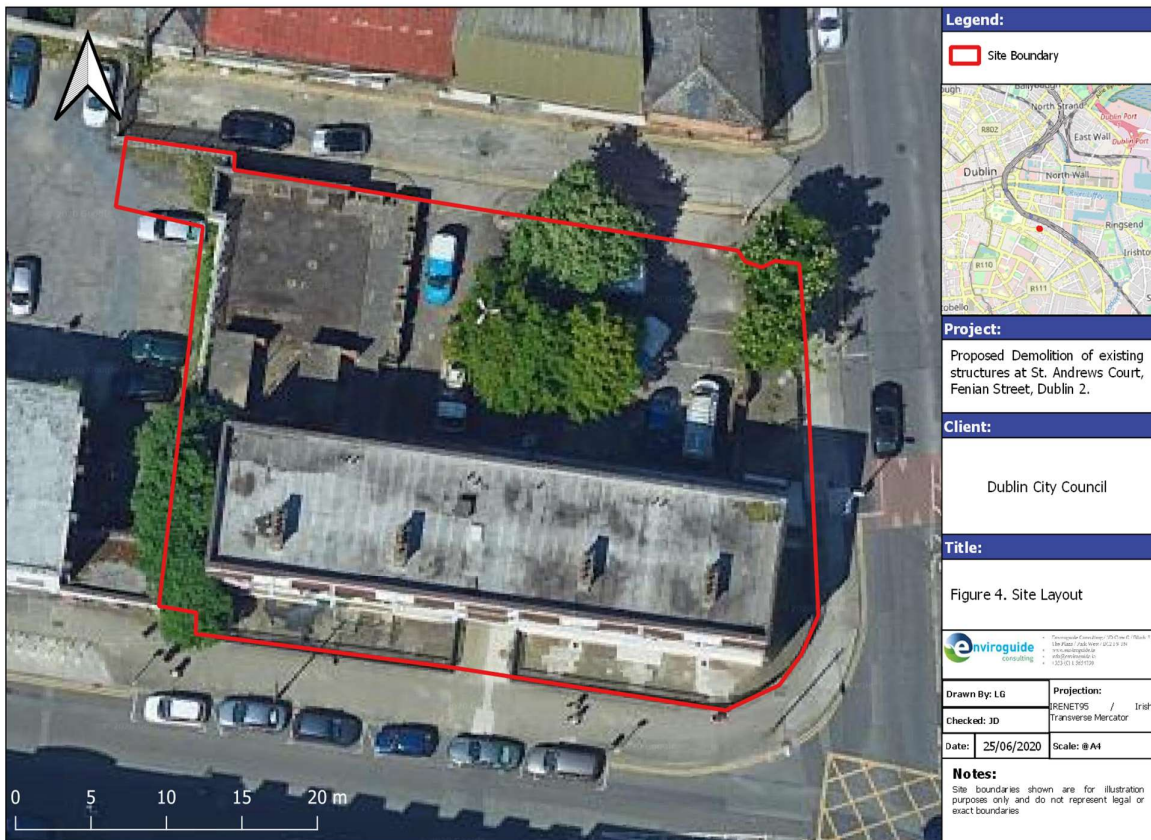 Legend:
Site Boundary
North Strand
R802
East Wall
Dublin Port
Dublin Port
Dublin
North Wall
Ringsend
Irishto
R110
R111
obello
Project:
Proposed Demolition of existing
structures at St. Andrews Court,
Fenian Street, Dublin 2.
Client:
Dublin City Council
Title:
Figure 4. Site Layout
enviroguide
consulting
Drawn By: LG
Projection:
IRENET95 / Irish
Transverse Mercator
Checked: JD
Date: 25/06/2020
Scale: @A4
Notes:
Site boundaries shown are for illustration
purposes only and do not represent legal or
exact boundaries
0 5 10 15 20 m